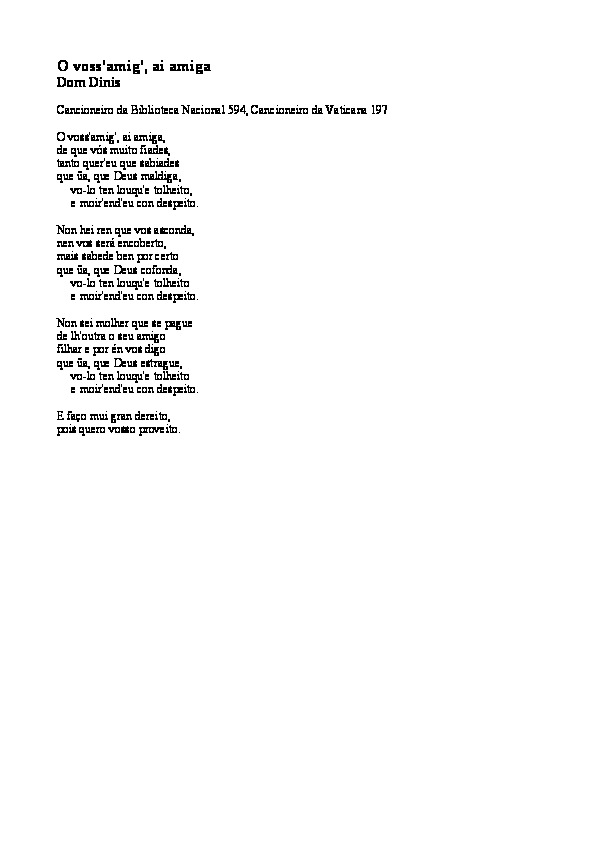 O voss'amig', ai amiga
Dom Dinis
Cancioneiro da Biblioteca Nacional 594, Cancioneiro da Vaticana 197
O voss'amig', ai amiga,
de que vós muito fiades,
tanto quer'eu que sabiades
que ũa, que Deus maldiga,
vo-lo ten louqu'e tolheito,
e moir'end'eu con despeito.
Non hei ren que vos asconda,
nen vos será encoberto,
mais sabede ben por certo
que ũa, que Deus cofonda,
vo-lo ten louqu'e tolheito
e moir'end'eu con despeito.
Non sei molher que se pague
de lh'outra o seu amigo
filhar e por én vos digo
que ũa, que Deus estrague,
vo-lo ten louqu'e tolheito
e moir'end'eu con despeito.
E faço mui gran dereito,
pois quero vosso proveito.